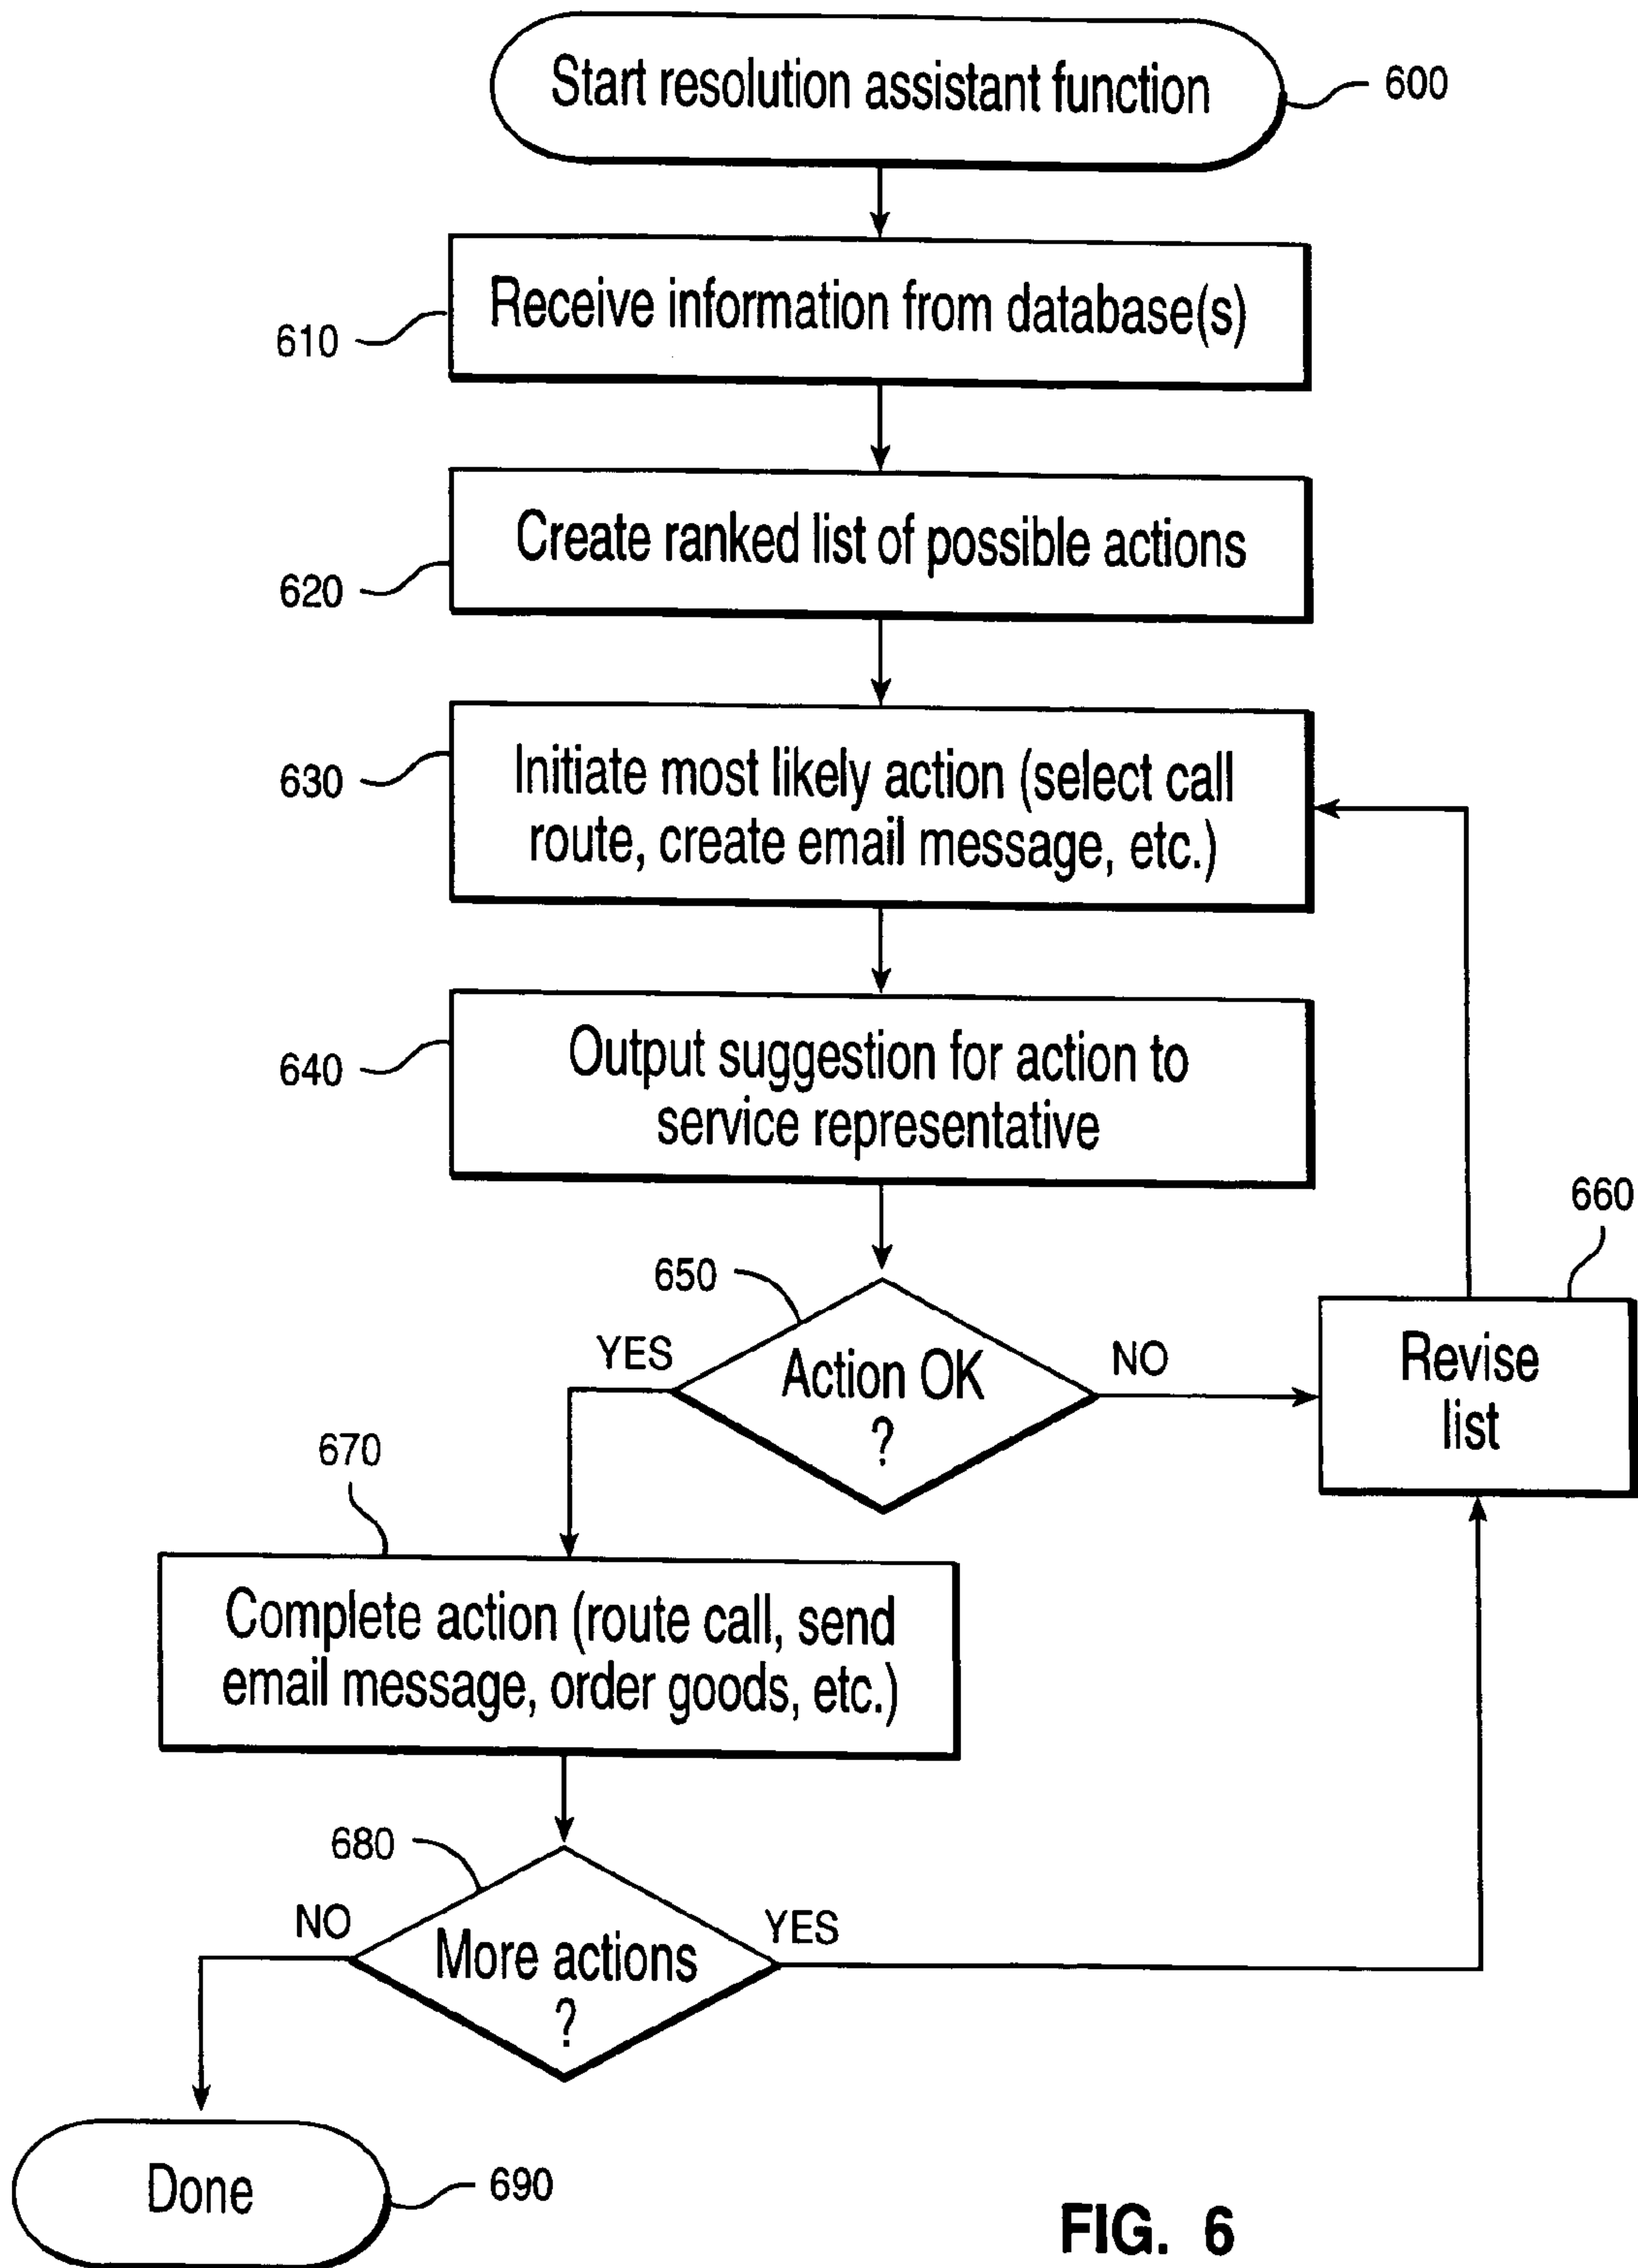 Start resolution assistant function
600
Receive information from database(s)
610
Create ranked list of possible actions
620
Initiate most likely action (select call
route, create email message, etc.)
630
Output suggestion for action to
service representative
640
660
650
YES
Action OK
?
NO
Revise
list
670
Complete action (route call, send
email message, order goods, etc.)
680
NO
More actions
?
YES
Done
690
FIG. 6